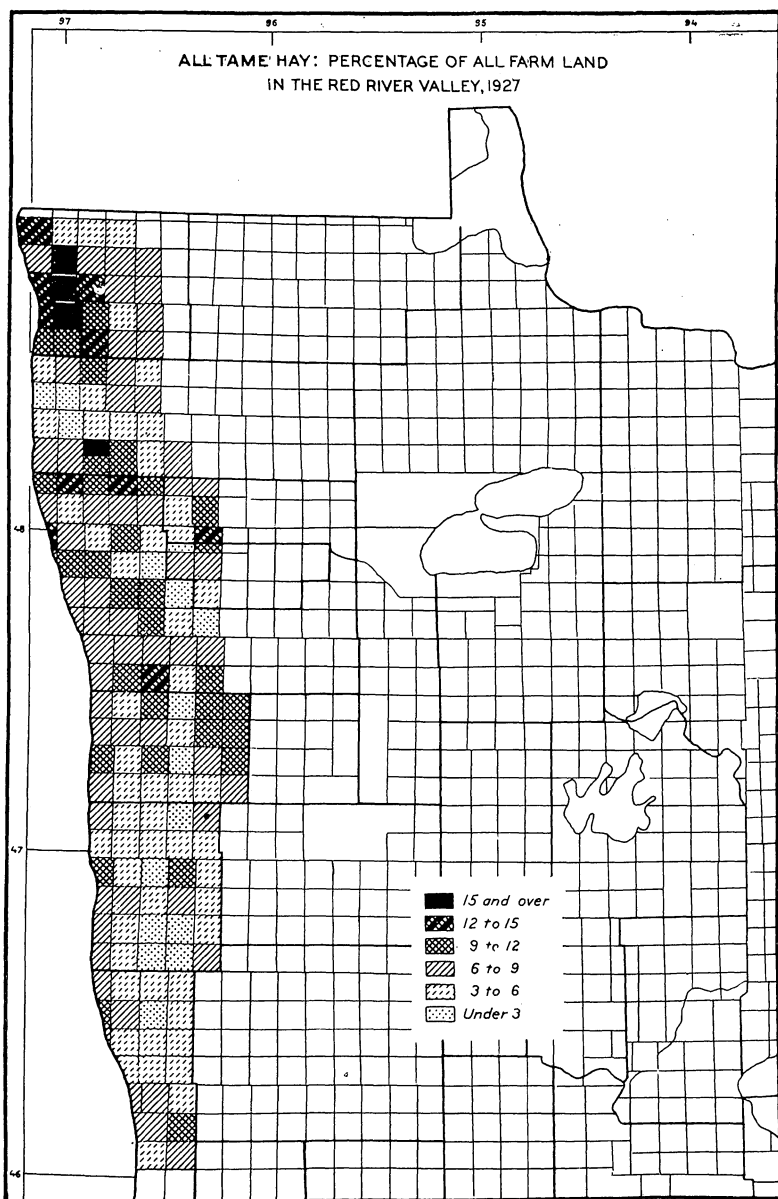 97 96 95 94
ALL TAME HAY: PERCENTAGE OF ALL FARM LAND
IN THE RED RIVER VALLEY, 1927
48
47
15 and over
12 to 15
9 to 12
6 to 9
3 to 6
Under 3
46